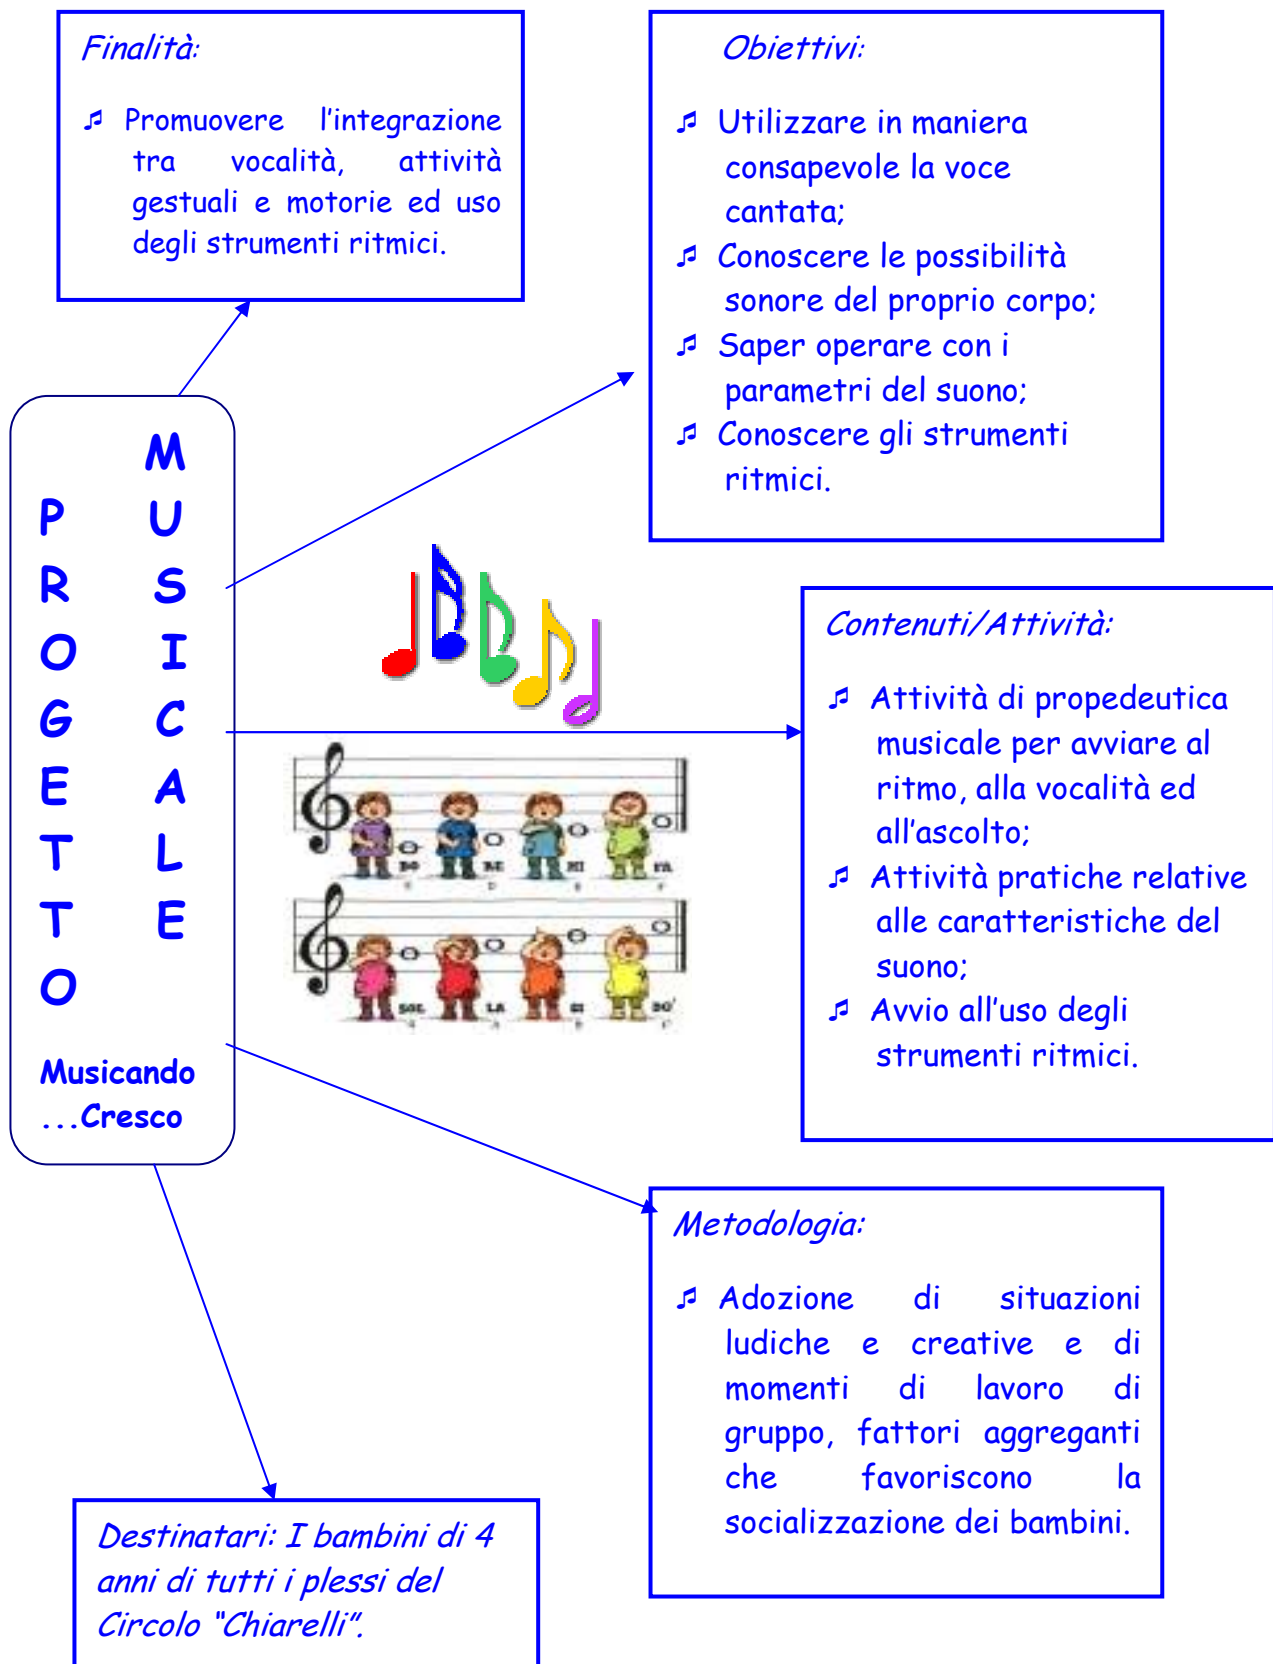 Finalità:
♫ Promuovere l'integrazione
tra vocalità, attività
gestuali e motorie ed uso
degli strumenti ritmici.
Obiettivi:
♫ Utilizzare in maniera
consapevole la voce
cantata;
♫ Conoscere le possibilità
sonore del proprio corpo;
♫ Saper operare con i
parametri del suono;
♫ Conoscere gli strumenti
ritmici.
PROGETTO
MUSICALE
Musicando
...Cresco
DO RE MI FA
SOL LA SI DO'
Contenuti/Attività:
♫ Attività di propedeutica
musicale per avviare al
ritmo, alla vocalità ed
all'ascolto;
♫ Attività pratiche relative
alle caratteristiche del
suono;
♫ Avvio all'uso degli
strumenti ritmici.
Metodologia:
♫ Adozione di situazioni
ludiche e creative e di
momenti di lavoro di
gruppo, fattori aggreganti
che favoriscono la
socializzazione dei bambini.
Destinatari: I bambini di 4
anni di tutti i plessi del
Circolo "Chiarelli".